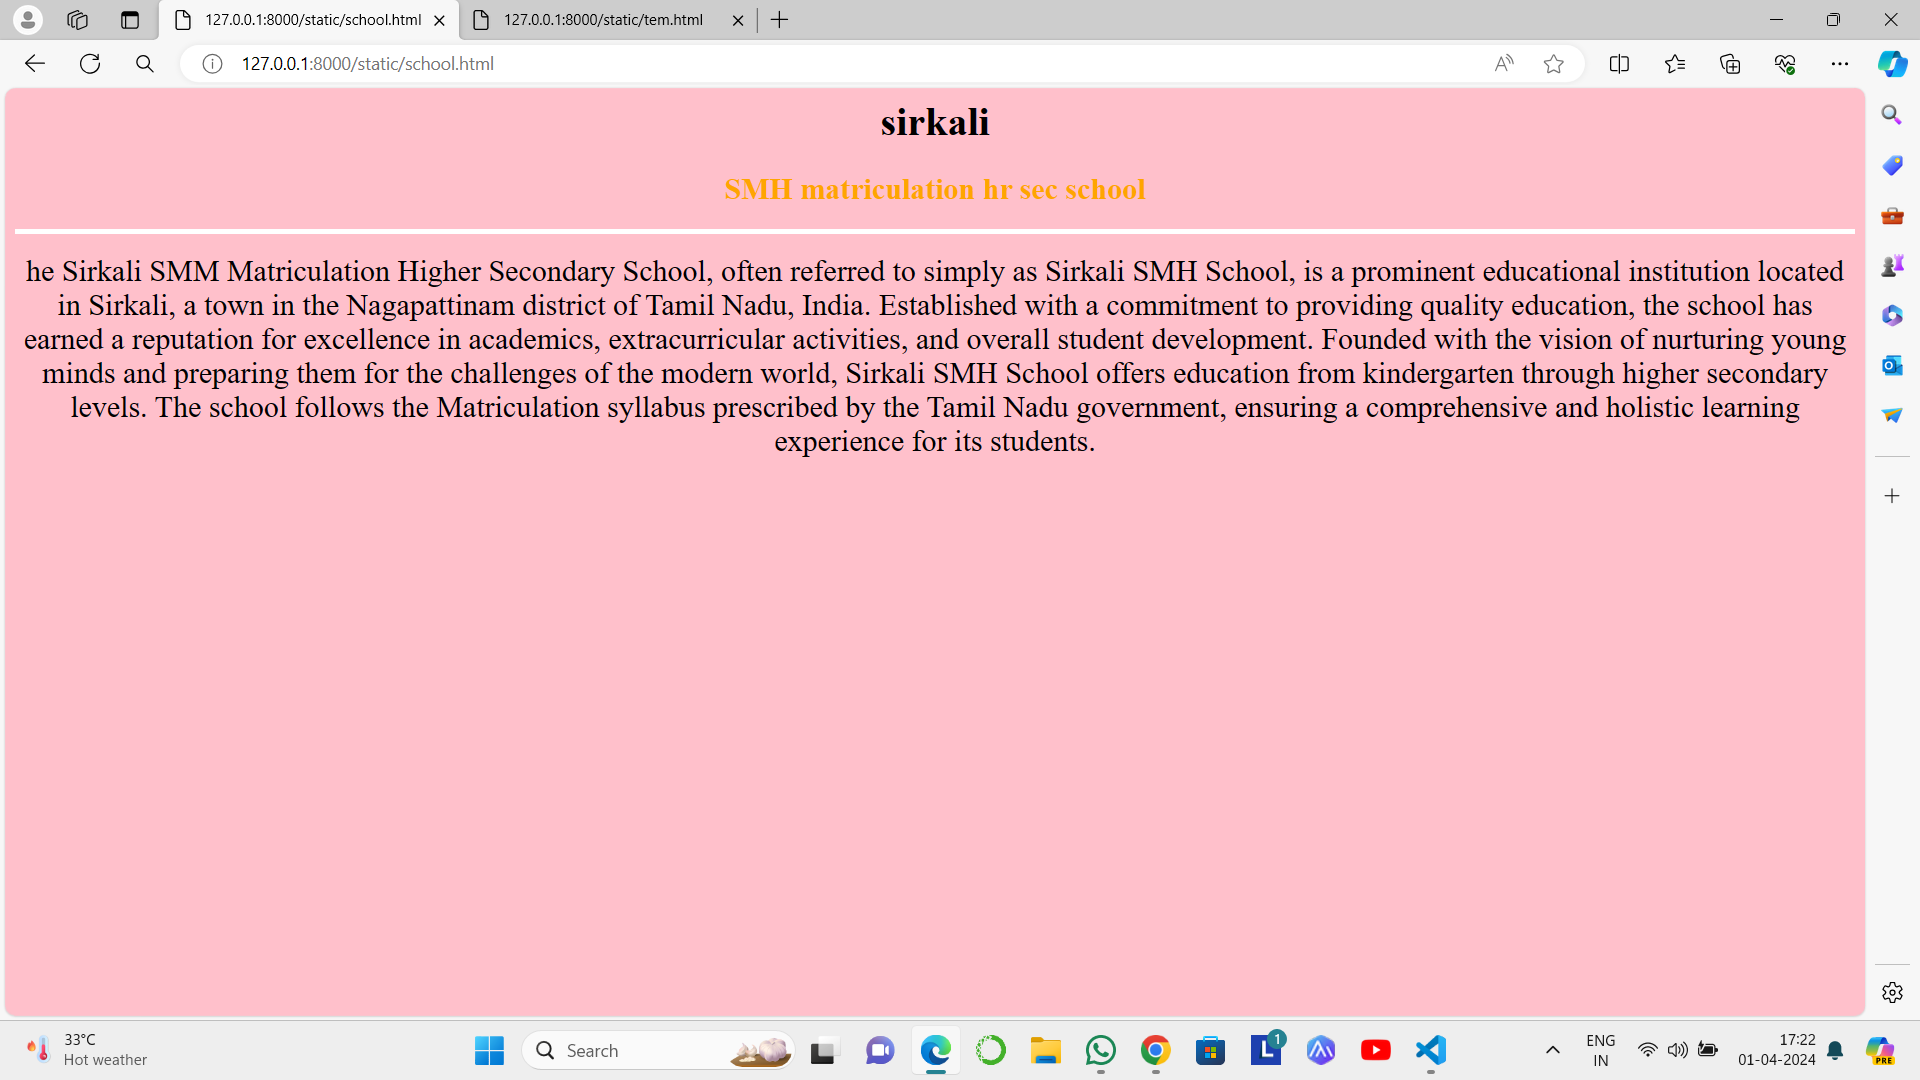 127.0.0.1:8000/static/school.html
127.0.0.1:8000/static/tem.html
127.0.0.1:8000/static/school.html
sirkali
SMH matriculation hr sec school
he Sirkali SMM Matriculation Higher Secondary School, often referred to simply as Sirkali SMH School, is a prominent educational institution located
in Sirkali, a town in the Nagapattinam district of Tamil Nadu, India. Established with a commitment to providing quality education, the school has
earned a reputation for excellence in academics, extracurricular activities, and overall student development. Founded with the vision of nurturing young
minds and preparing them for the challenges of the modern world, Sirkali SMH School offers education from kindergarten through higher secondary
levels. The school follows the Matriculation syllabus prescribed by the Tamil Nadu government, ensuring a comprehensive and holistic learning
experience for its students.
33°C
Hot weather
Search
L
1
ENG
IN
17:22
01-04-2024
PRE